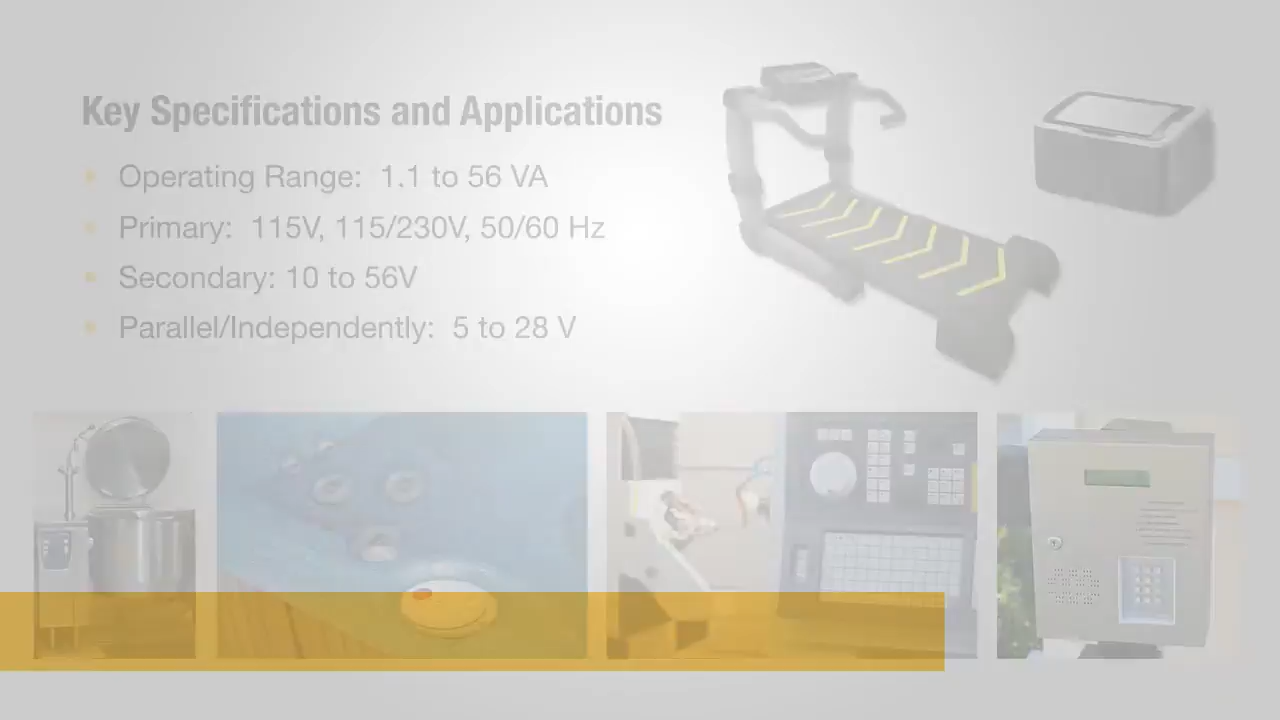 Key Specifications and Applications
Operating Range: 1.1 to 56 VA
Primary: 115V, 115/230V, 50/60 Hz
Secondary: 10 to 56V
Parallel/Independently: 5 to 28 V